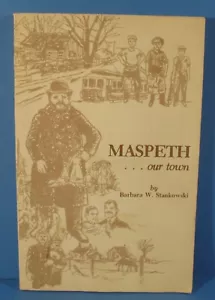 MASPETH
. . . our town
by
Barbara W. Stankowski